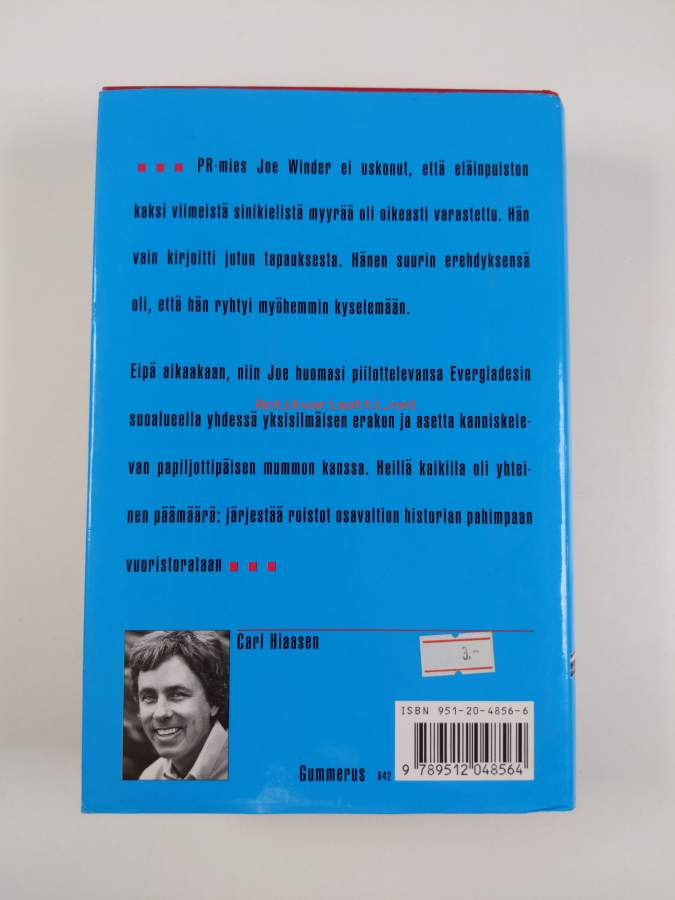 PR-mies Joe Winder ei uskonut, että eläinpuiston
kaksi viimeistä sinikielistä myyrää oli oikeasti varastettu. Hän
vain kirjoitti jutun tapauksesta. Hänen suurin erehdyksensä
oli, että hän ryhtyi myöhemmin kyselemään.
Eipä aikaakaan, niin Joe huomasi piilottelevansa Evergladesin
Antikvariaatti.net
suoalueella yhdessä yksisilmäisen erakon ja asetta kanniskele-
van papiljottipäisen mummon kanssa. Heillä kaikilla oli yhtei-
nen päämäärä: järjestää roistot osavaltion historian pahimpaan
vuoristorataan
Carl Hiaasen
3.-
ISBN 951-20-4856-6
Gummerus 842
9 789512 048564